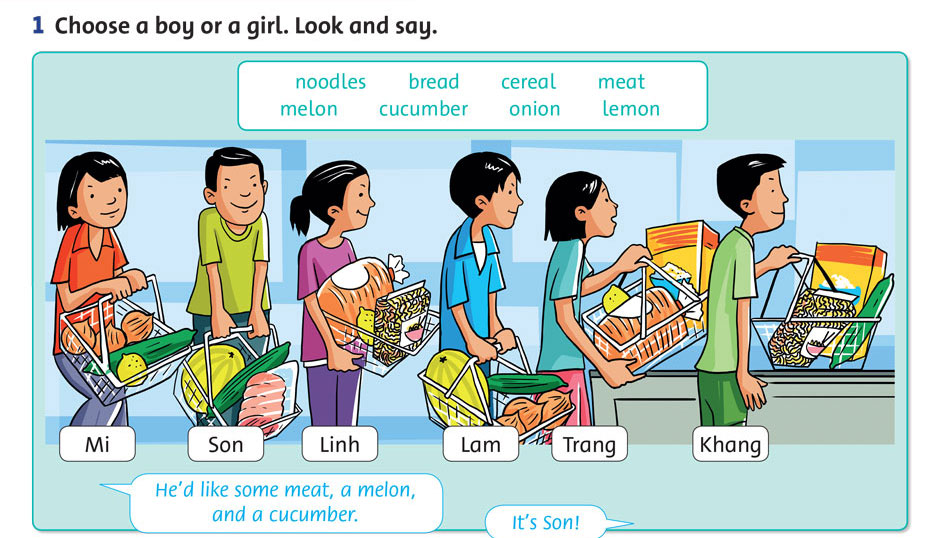 1 Choose a boy or a girl. Look and say.
noodles bread cereal meat
melon cucumber onion lemon
Mi Son Linh Lam Trang Khang
He'd like some meat, a melon,
and a cucumber.
It's Son!